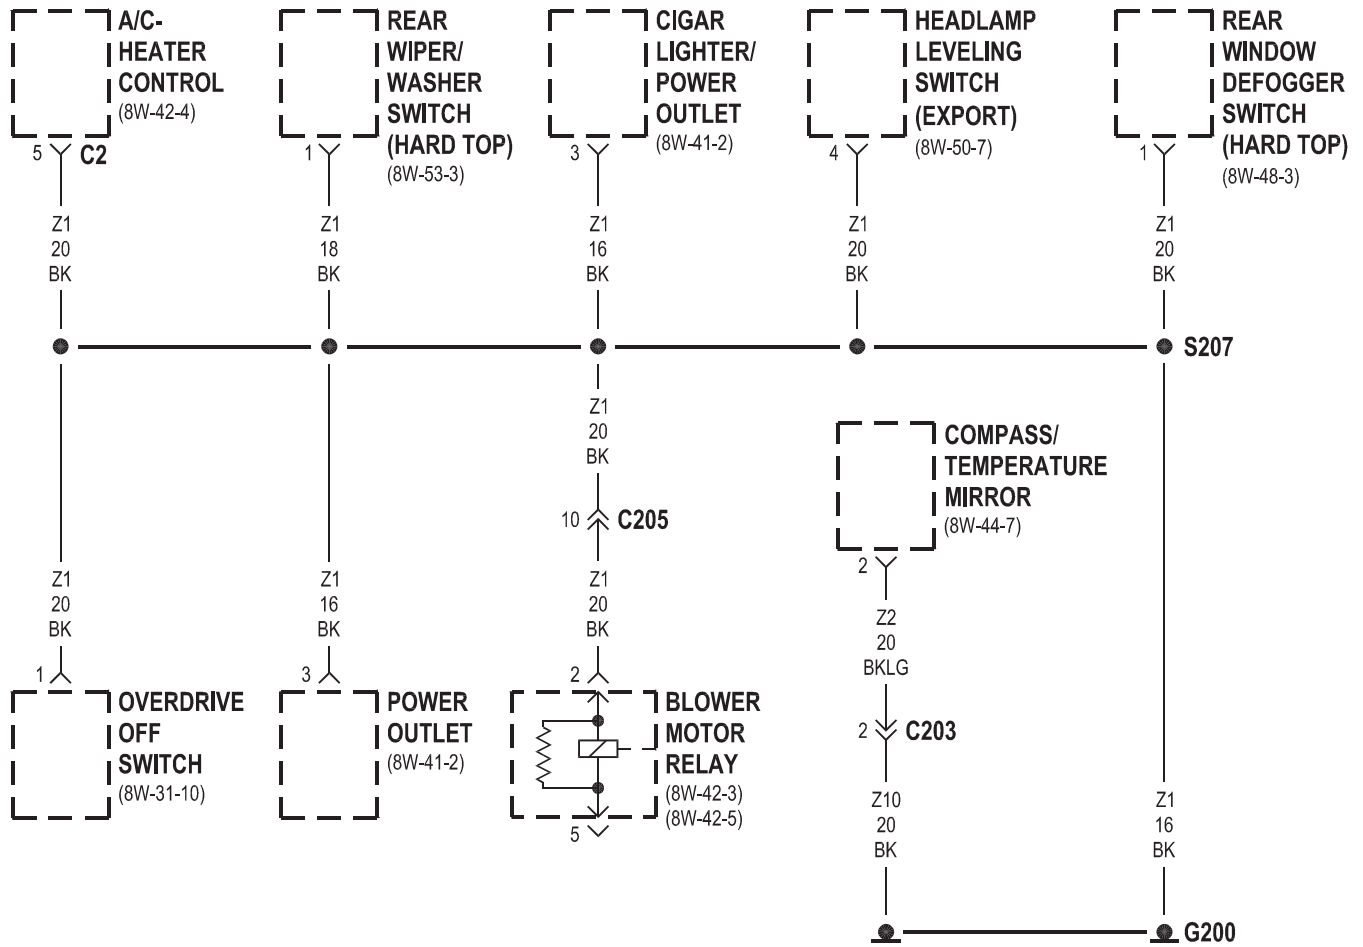 A/C-
HEATER
CONTROL
(8W-42-4)
5
C2
Z1
20
BK
REAR
WIPER/
WASHER
SWITCH
(HARD TOP)
(8W-53-3)
1
Z1
18
BK
CIGAR
LIGHTER/
POWER
OUTLET
(8W-41-2)
3
Z1
16
BK
HEADLAMP
LEVELING
SWITCH
(EXPORT)
(8W-50-7)
4
Z1
20
BK
REAR
WINDOW
DEFOGGER
SWITCH
(HARD TOP)
(8W-48-3)
1
Z1
20
BK
S207
Z1
20
BK
10
C205
Z1
20
BK
1
OVERDRIVE
OFF
SWITCH
(8W-31-10)
Z1
16
BK
3
POWER
OUTLET
(8W-41-2)
Z1
20
BK
2
BLOWER
MOTOR
RELAY
(8W-42-3)
(8W-42-5)
5
COMPASS/
TEMPERATURE
MIRROR
(8W-44-7)
2
Z2
20
BKLG
2
C203
Z10
20
BK
Z1
16
BK
G200